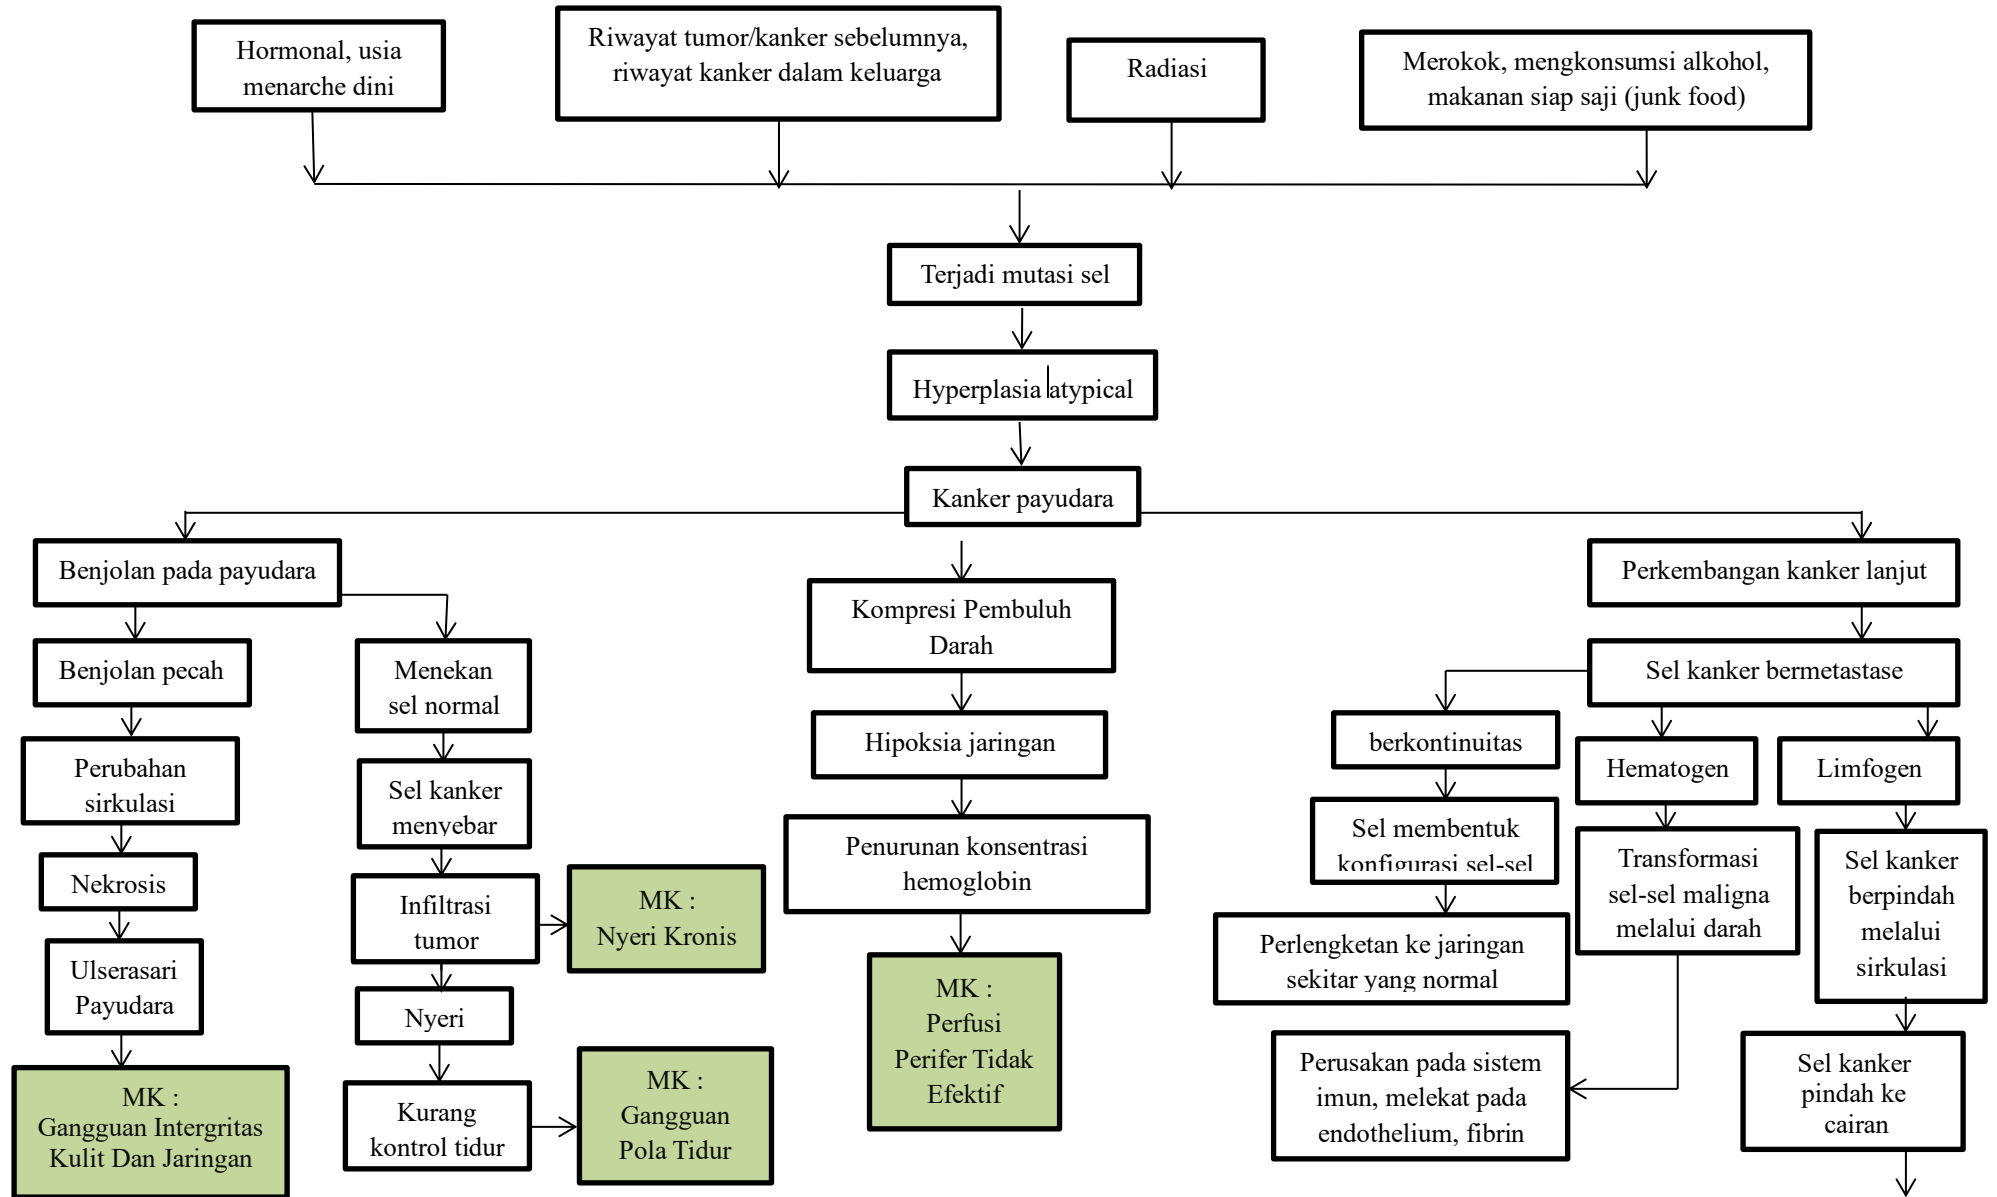 Hormonal, usia
menarche dini
Riwayat tumor/kanker sebelumnya,
riwayat kanker dalam keluarga
Radiasi
Merokok, mengkonsumsi alkohol,
makanan siap saji (junk food)
Terjadi mutasi sel
Hyperplasia atypical
Kanker payudara
Benjolan pada payudara
Benjolan pecah
Perubahan
sirkulasi
Nekrosis
Ulserasari
Payudara
MK :
Gangguan Intergritas
Kulit Dan Jaringan
Menekan
sel normal
Sel kanker
menyebar
Infiltrasi
tumor
MK :
Nyeri Kronis
Nyeri
Kurang
kontrol tidur
MK :
Gangguan
Pola Tidur
Kompresi Pembuluh
Darah
Hipoksia jaringan
Penurunan konsentrasi
hemoglobin
MK :
Perfusi
Perifer Tidak
Efektif
Perkembangan kanker lanjut
Sel kanker bermetastase
berkontinuitas
Sel membentuk
konfigurasi sel-sel
Perlengketan ke jaringan
sekitar yang normal
Hematogen
Transformasi
sel-sel maligna
melalui darah
Perusakan pada sistem
imun, melekat pada
endothelium, fibrin
Limfogen
Sel kanker
berpindah
melalui
sirkulasi
Sel kanker
pindah ke
cairan